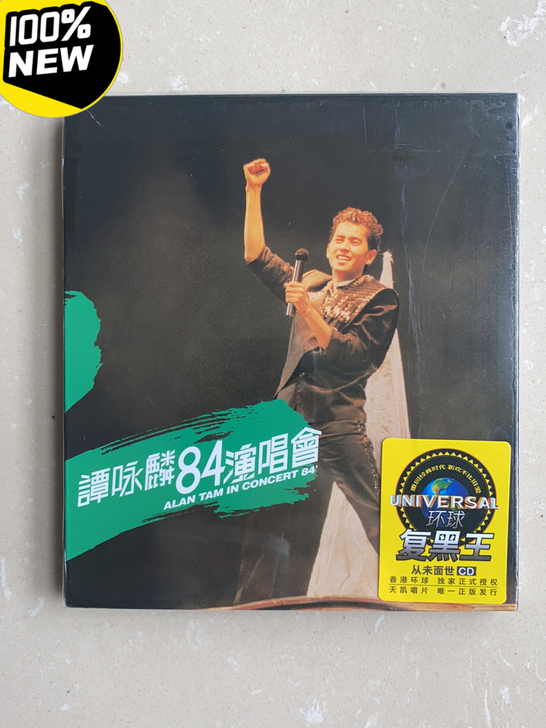 100%
NEW
譚咏麟84演唱會
ALAN TAM IN CONCERT 84'
UNIVERSAL
环球
复黑王
从未面世CD
香港环球 独家正式授权
天凯唱片 唯一正版发行